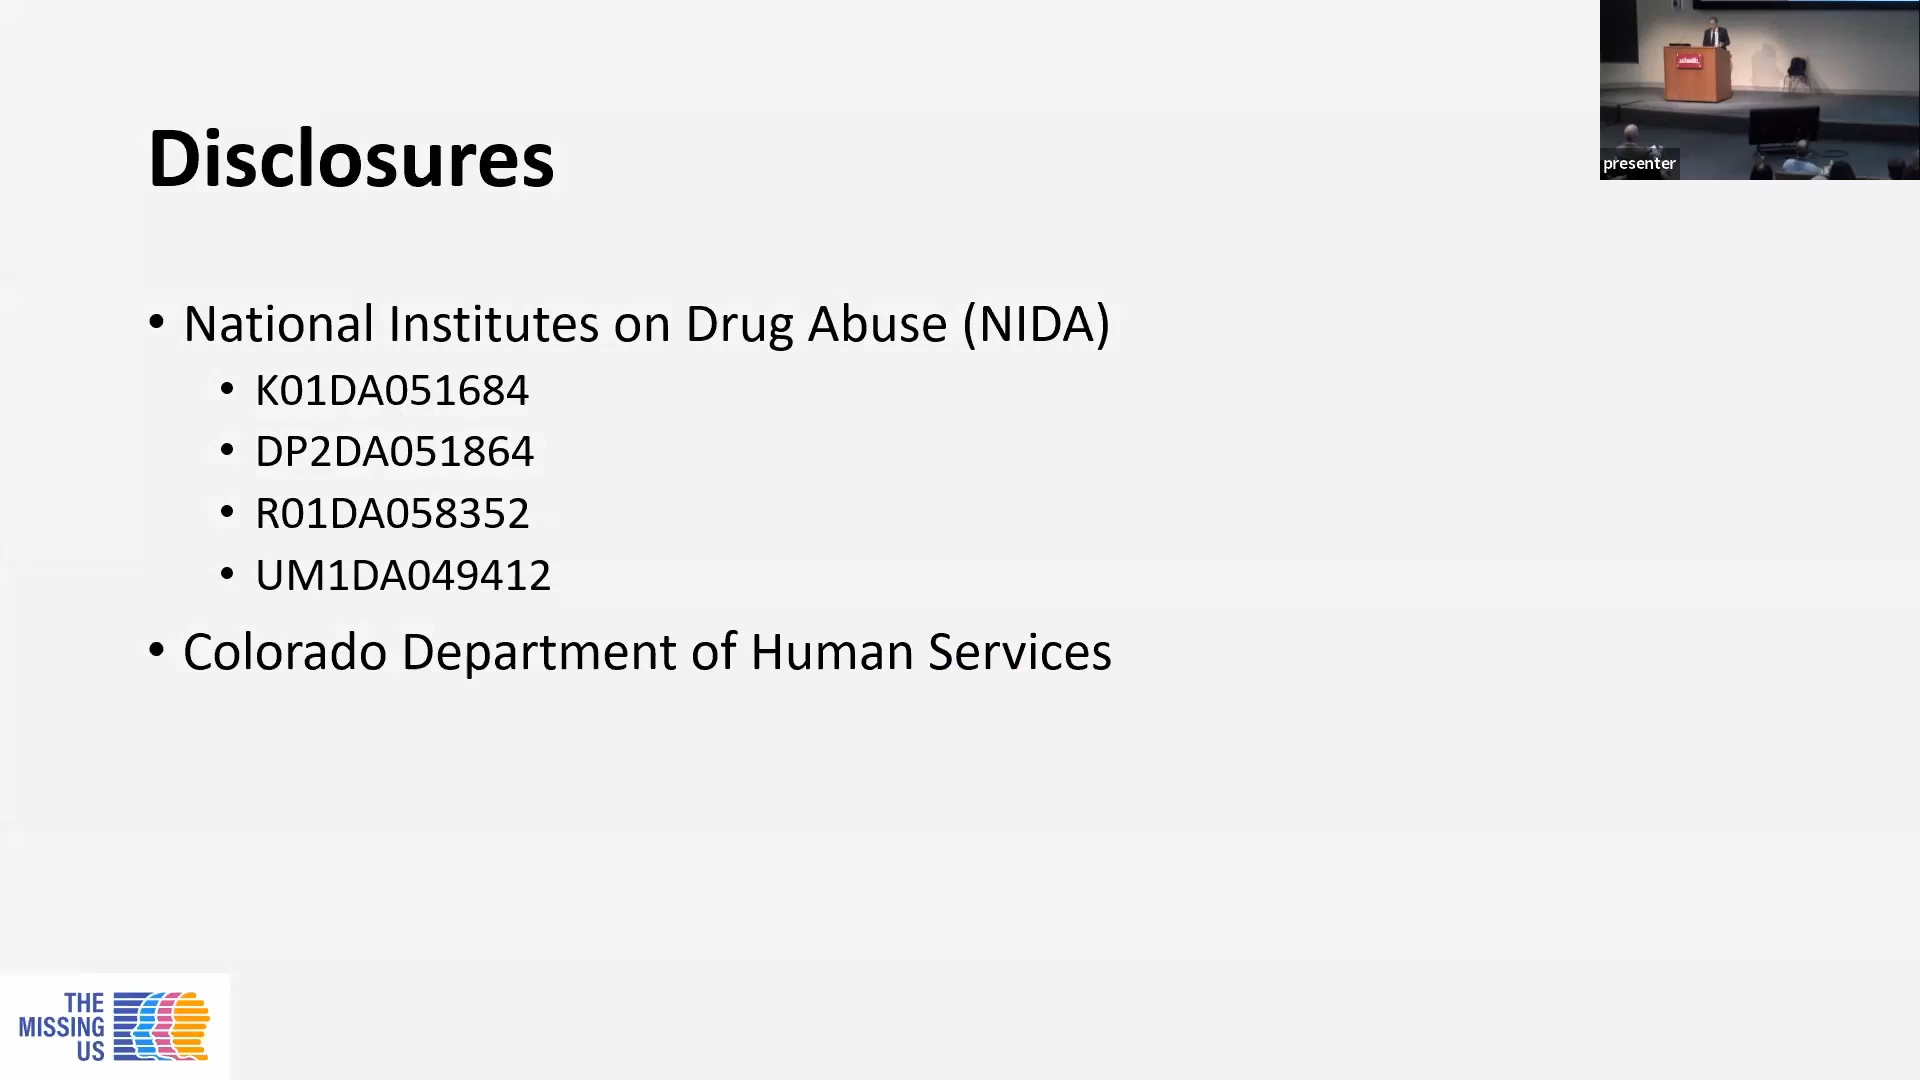 Disclosures
• National Institutes on Drug Abuse (NIDA)
• K01DA051684
• DP2DA051864
• R01DA058352
• UM1DA049412
• Colorado Department of Human Services
THE
MISSING
US
uchealth
presenter